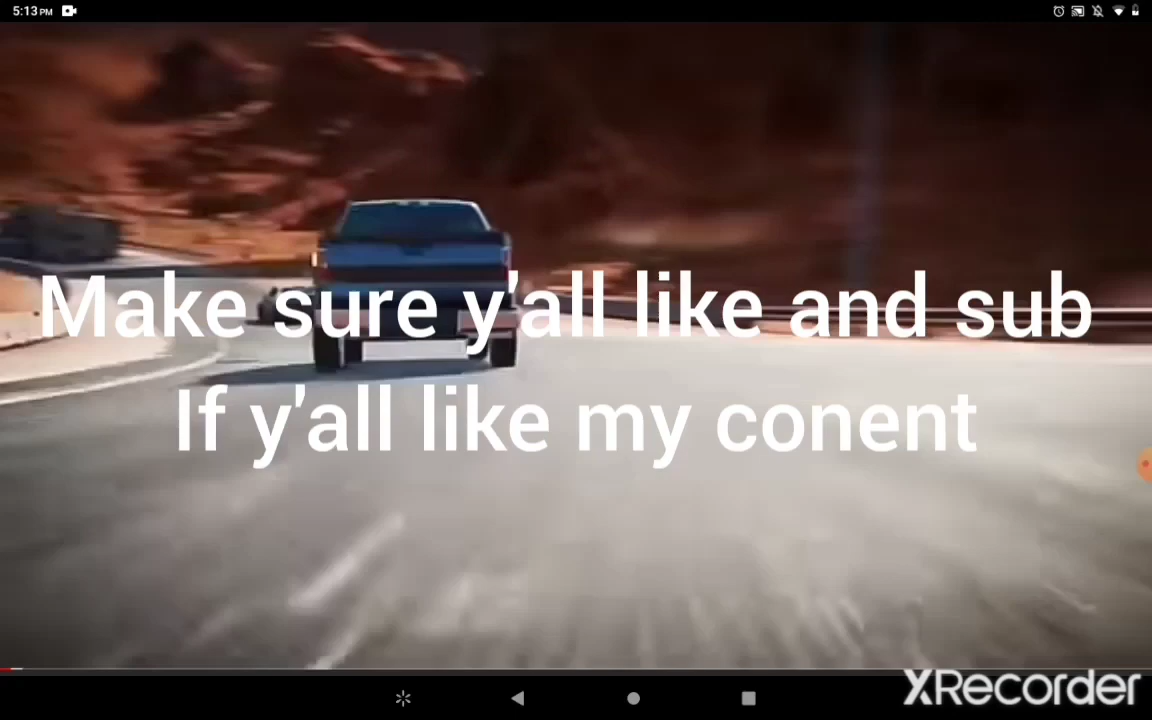 5:13 PM
Make sure y'all like and sub
If y'all like my conent
XRecorder